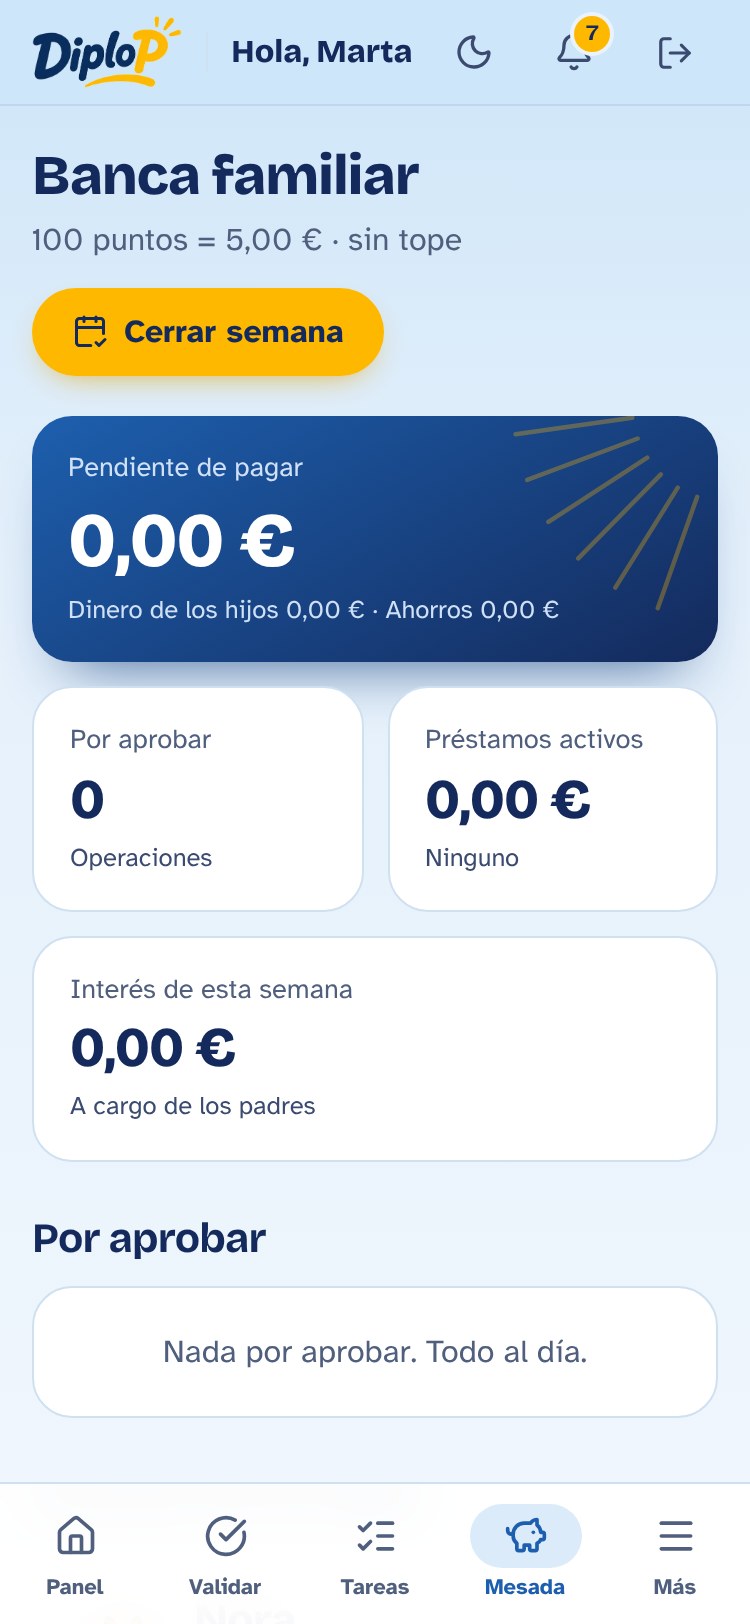 DiploP
Hola, Marta
7
Banca familiar
100 puntos = 5,00 € · sin tope
Cerrar semana
Pendiente de pagar
0,00 €
Dinero de los hijos 0,00 € · Ahorros 0,00 €
Por aprobar
0
Operaciones
Préstamos activos
0,00 €
Ninguno
Interés de esta semana
0,00 €
A cargo de los padres
Por aprobar
Nada por aprobar. Todo al día.
Panel
Validar
Tareas
Mesada
Más
Nora